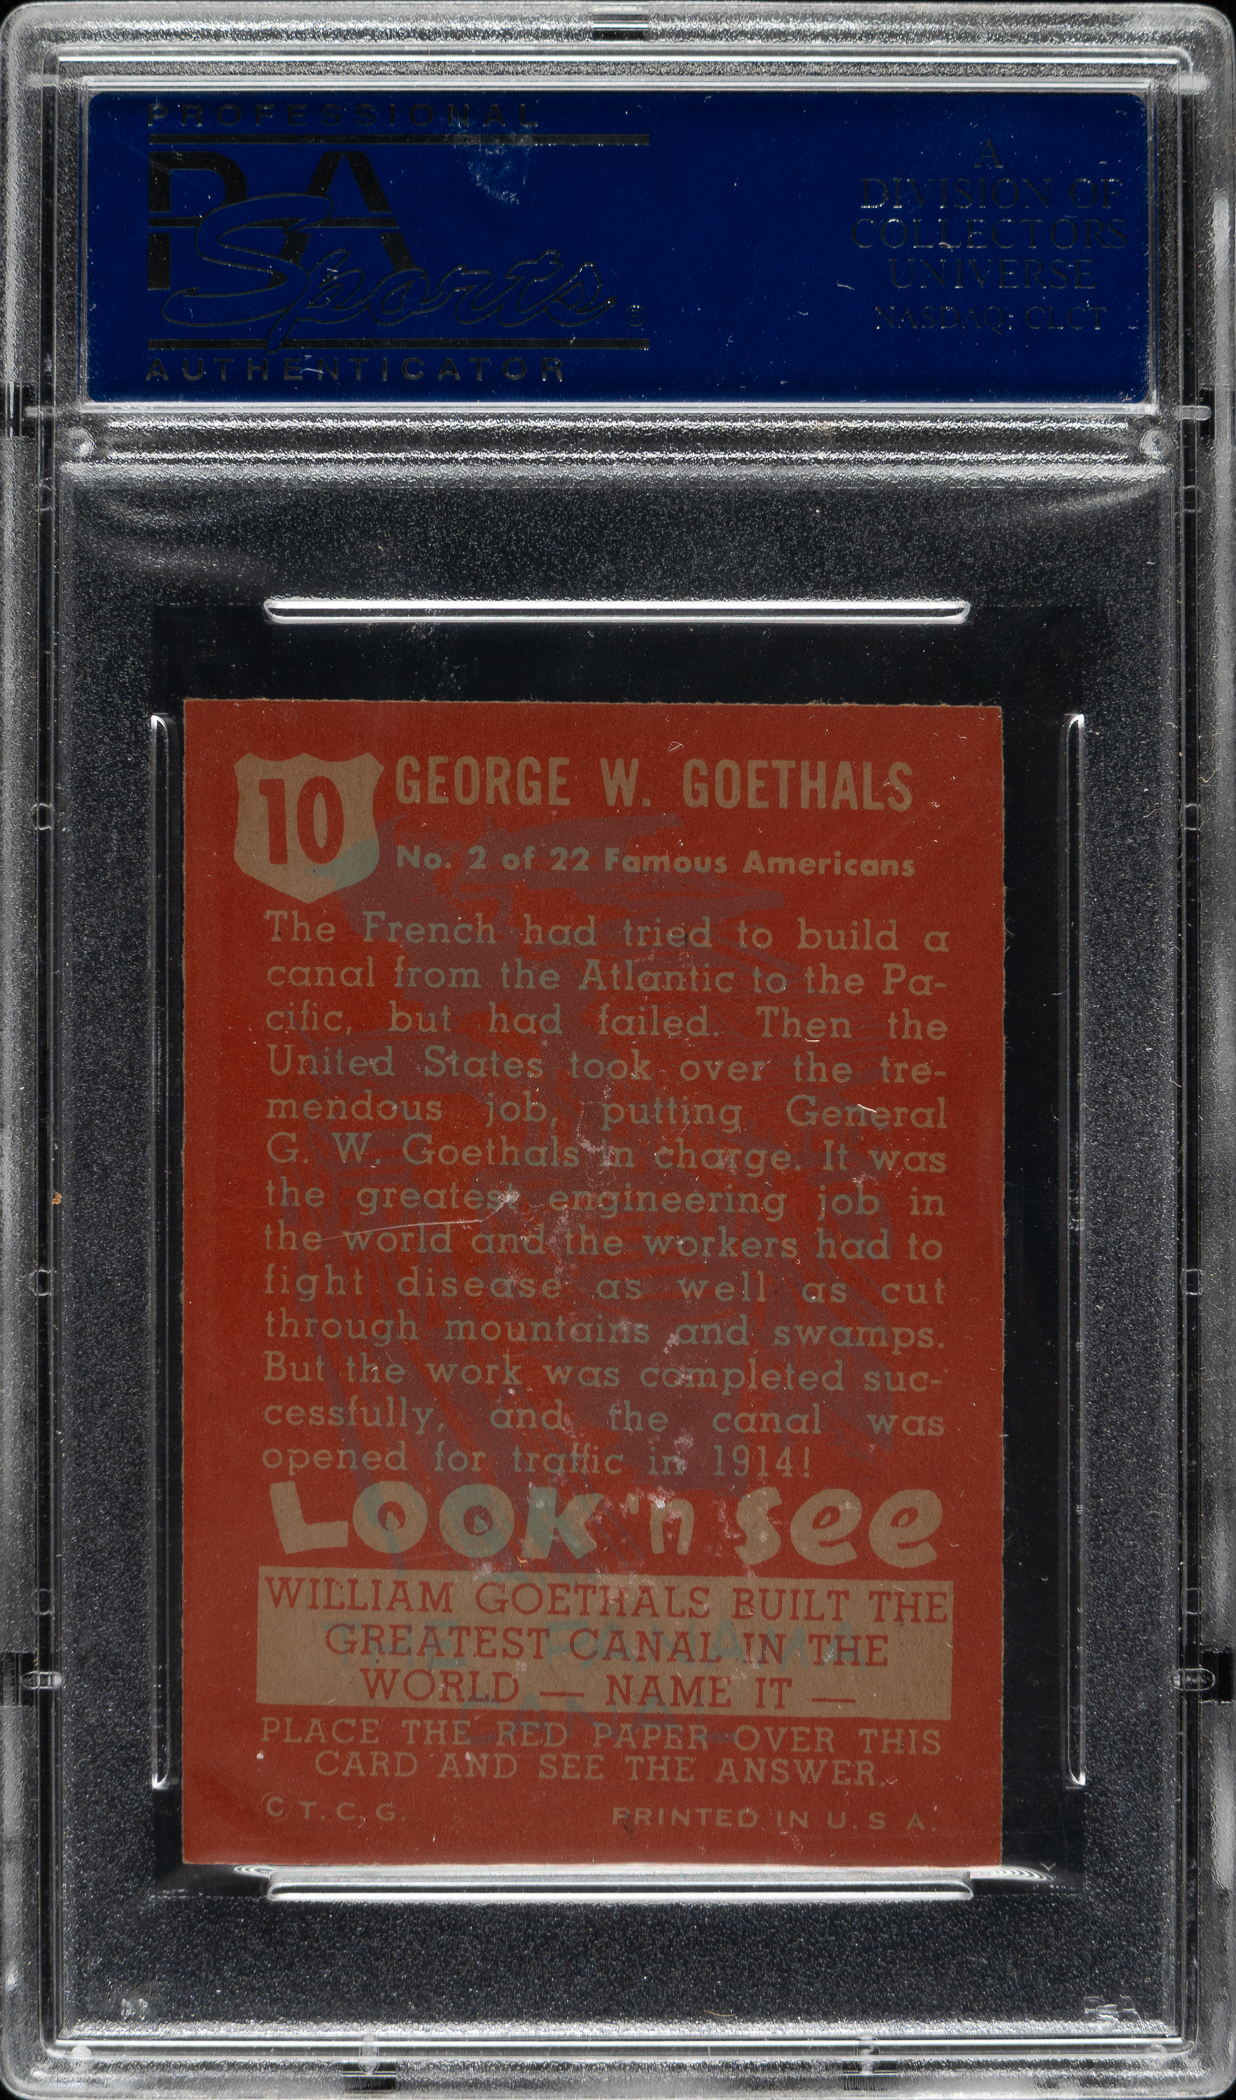 PROFESSIONAL
PSA
Sports ®
AUTHENTICATOR
A
DIVISION OF
COLLECTORS
UNIVERSE
NASDAQ: CLCT
10
GEORGE W. GOETHALS
No. 2 of 22 Famous Americans
The French had tried to build a
canal from the Atlantic to the Pa-
cific, but had failed. Then the
United States took over the tre-
mendous job, putting General
G. W. Goethals in charge. It was
the greatest engineering job in
the world and the workers had to
fight disease as well as cut
through mountains and swamps.
But the work was completed suc-
cessfully, and the canal was
opened for traffic in 1914!
LOOK 'n SEE
WILLIAM GOETHALS BUILT THE
GREATEST CANAL IN THE
WORLD — NAME IT —
THE PANAMA
CANAL
PLACE THE RED PAPER OVER THIS
CARD AND SEE THE ANSWER.
© T.C.G.
PRINTED IN U.S.A.
PSA